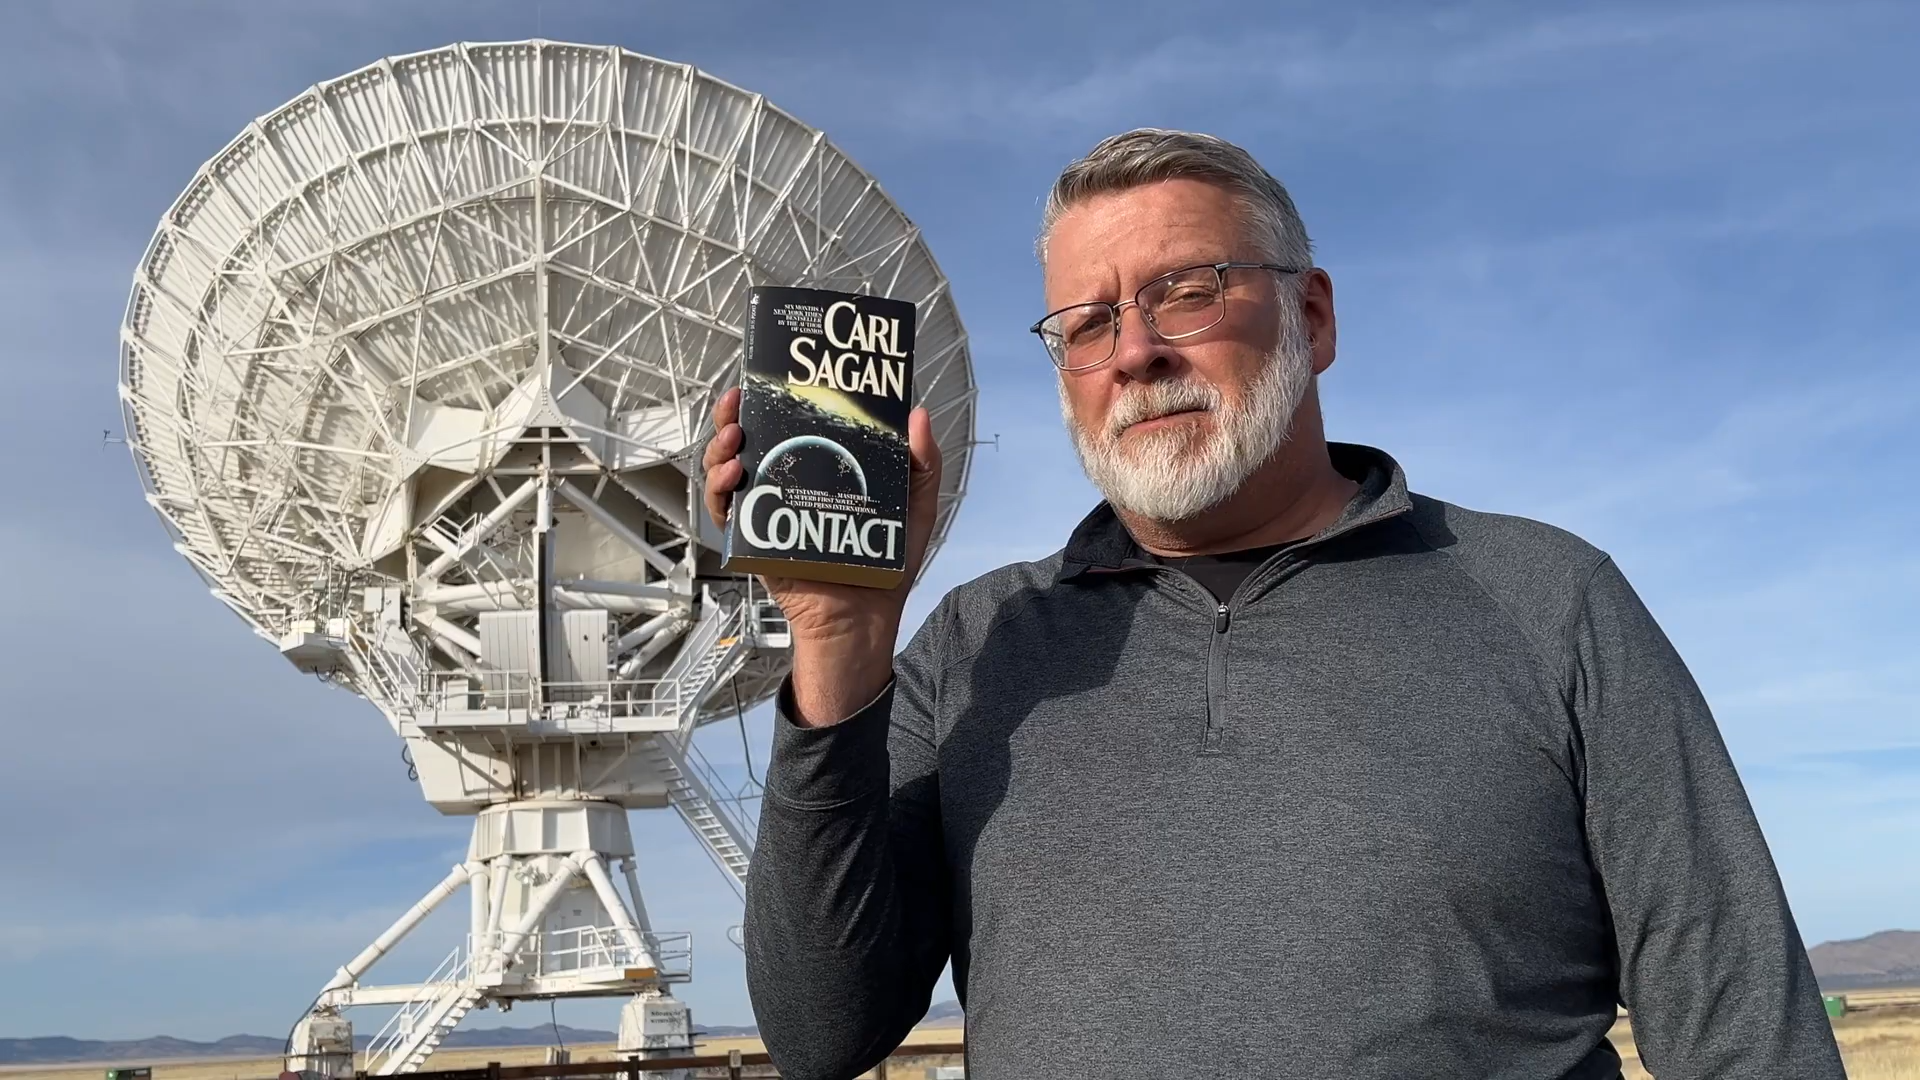 SIX MONTHS A
NEW YORK TIMES
BESTSELLER
BY THE AUTHOR
OF COSMOS
CARL
SAGAN
"OUTSTANDING...MASTERFUL...
A SUPERB FIRST NOVEL."
—UNITED PRESS INTERNATIONAL
CONTACT